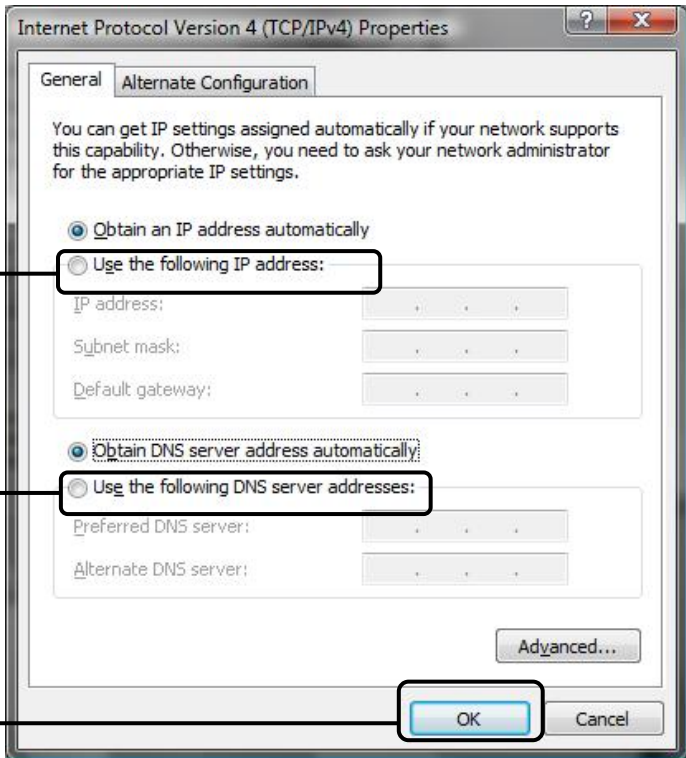 Internet Protocol Version 4 (TCP/IPv4) Properties
?
X
General
Alternate Configuration
You can get IP settings assigned automatically if your network supports
this capability. Otherwise, you need to ask your network administrator
for the appropriate IP settings.
Obtain an IP address automatically
Use the following IP address:
IP address:
Subnet mask:
Default gateway:
Obtain DNS server address automatically
Use the following DNS server addresses:
Preferred DNS server:
Alternate DNS server:
Advanced...
OK
Cancel